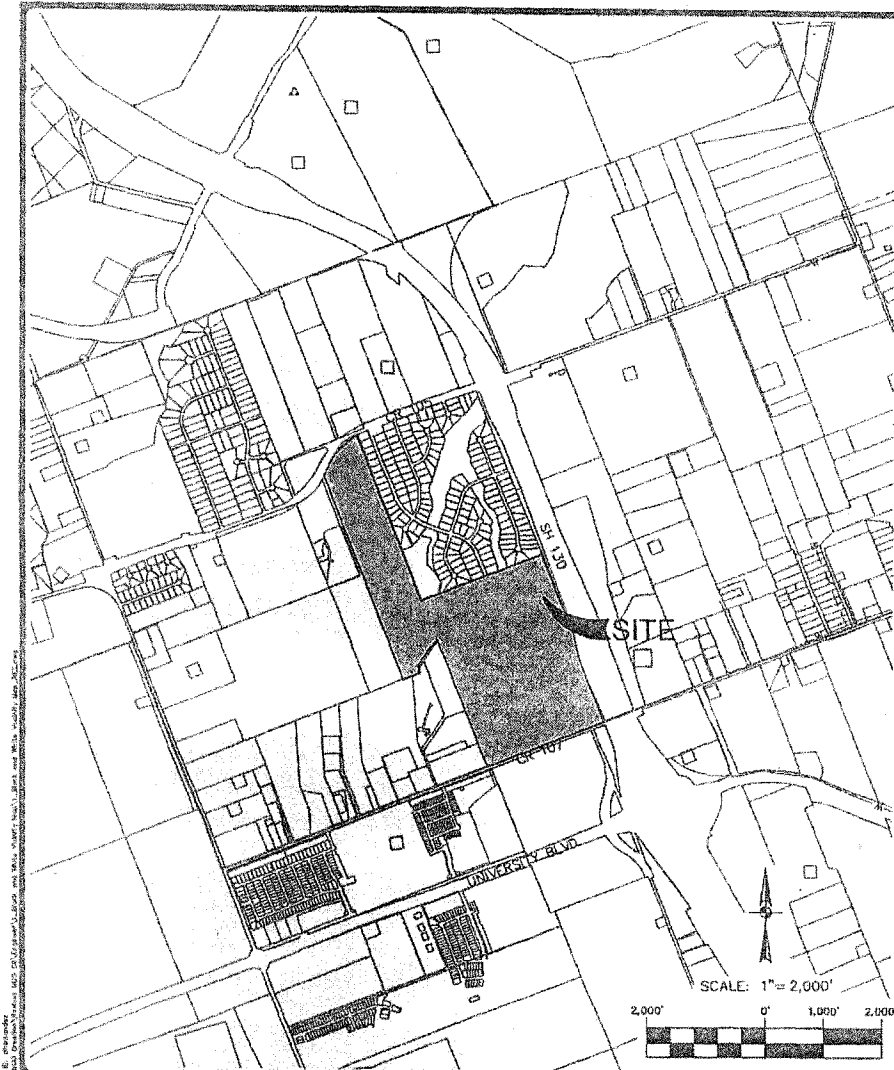 SH 130
SITE
CR 107
UNIVERSITY BLVD
SCALE: 1"= 2,000'
2,000' 0' 1,000' 2,000'